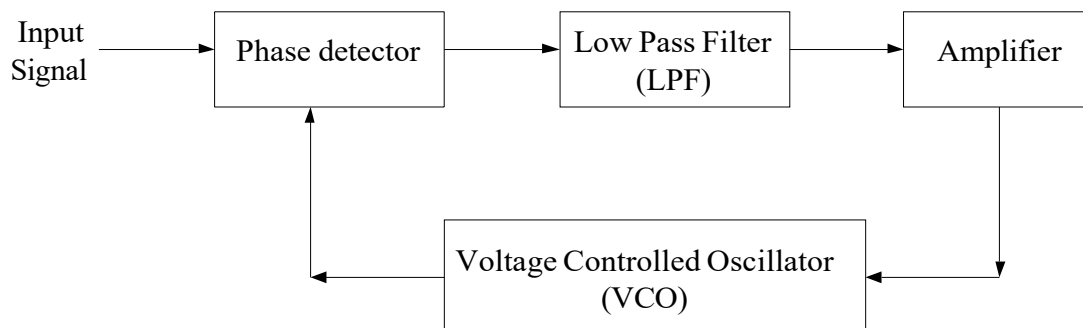 Input
Signal
Phase detector
Low Pass Filter
(LPF)
Amplifier
Voltage Controlled Oscillator
(VCO)